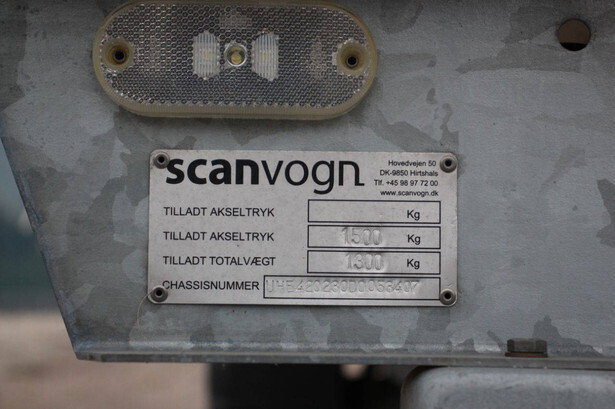 scanvogn
Hovedvejen 50
DK-9850 Hirtshals
Tlf. +45 98 97 72 00
www.scanvogn.dk
TILLADT AKSELTRYK Kg
TILLADT AKSELTRYK 1500 Kg
TILLADT TOTALVÆGT 1300 Kg
CHASSISNUMMER